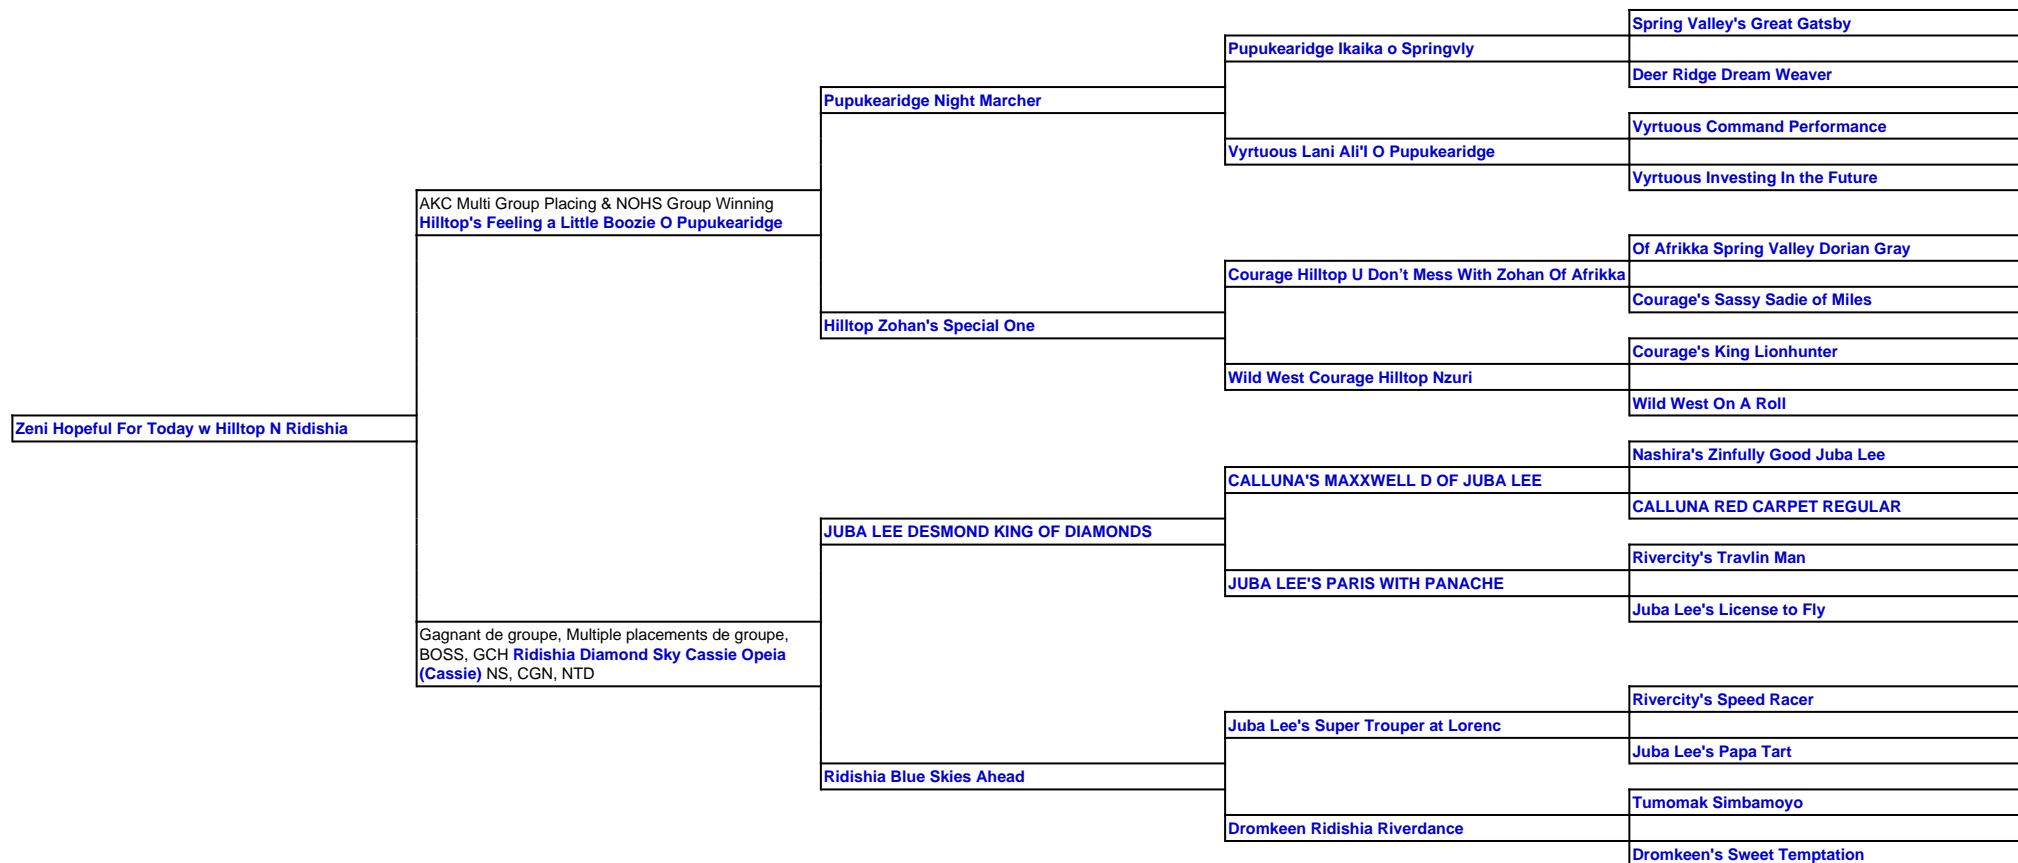 Spring Valley's Great Gatsby
Pupukearidge Ikaika o Springvly
Deer Ridge Dream Weaver
Pupukearidge Night Marcher
Vyrtuous Command Performance
Vyrtuous Lani Ali'I O Pupukearidge
Vyrtuous Investing In the Future
AKC Multi Group Placing & NOHS Group Winning
Hilltop's Feeling a Little Boozie O Pupukearidge
Of Afrikka Spring Valley Dorian Gray
Courage Hilltop U Don’t Mess With Zohan Of Afrikka
Courage's Sassy Sadie of Miles
Hilltop Zohan's Special One
Courage's King Lionhunter
Wild West Courage Hilltop Nzuri
Wild West On A Roll
Zeni Hopeful For Today w Hilltop N Ridishia
Nashira's Zinfully Good Juba Lee
CALLUNA'S MAXXWELL D OF JUBA LEE
CALLUNA RED CARPET REGULAR
JUBA LEE DESMOND KING OF DIAMONDS
Rivercity's Travlin Man
JUBA LEE'S PARIS WITH PANACHE
Juba Lee's License to Fly
Gagnant de groupe, Multiple placements de groupe,
BOSS, GCH Ridishia Diamond Sky Cassie Opeia
(Cassie) NS, CGN, NTD
Rivercity's Speed Racer
Juba Lee's Super Trouper at Lorenc
Juba Lee's Papa Tart
Ridishia Blue Skies Ahead
Tumomak Simbamoyo
Dromkeen Ridishia Riverdance
Dromkeen's Sweet Temptation